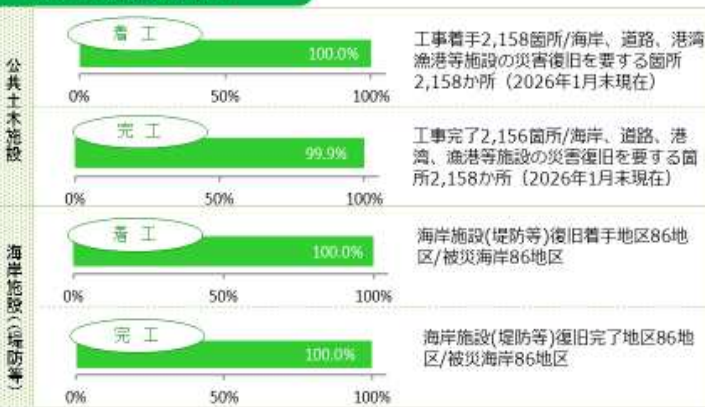 公共土木施設
着 工
100.0%
0% 50% 100%
工事着手2,158箇所/海岸、道路、港湾
漁港等施設の災害復旧を要する箇所
2,158か所（2026年1月末現在）
完 工
99.9%
0% 50% 100%
工事完了2,156箇所/海岸、道路、港
湾、漁港等施設の災害復旧を要する箇
所2,158か所（2026年1月末現在）
海岸施設(堤防等)
着 工
100.0%
0% 50% 100%
海岸施設(堤防等)復旧着手地区86地
区/被災海岸86地区
完 工
100.0%
0% 50% 100%
海岸施設(堤防等)復旧完了地区86地
区/被災海岸86地区